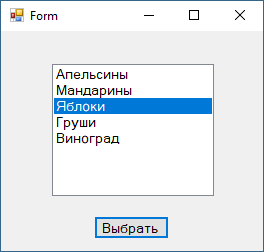 Form
Апельсины
Мандарины
Яблоки
Груши
Виноград
Выбрать